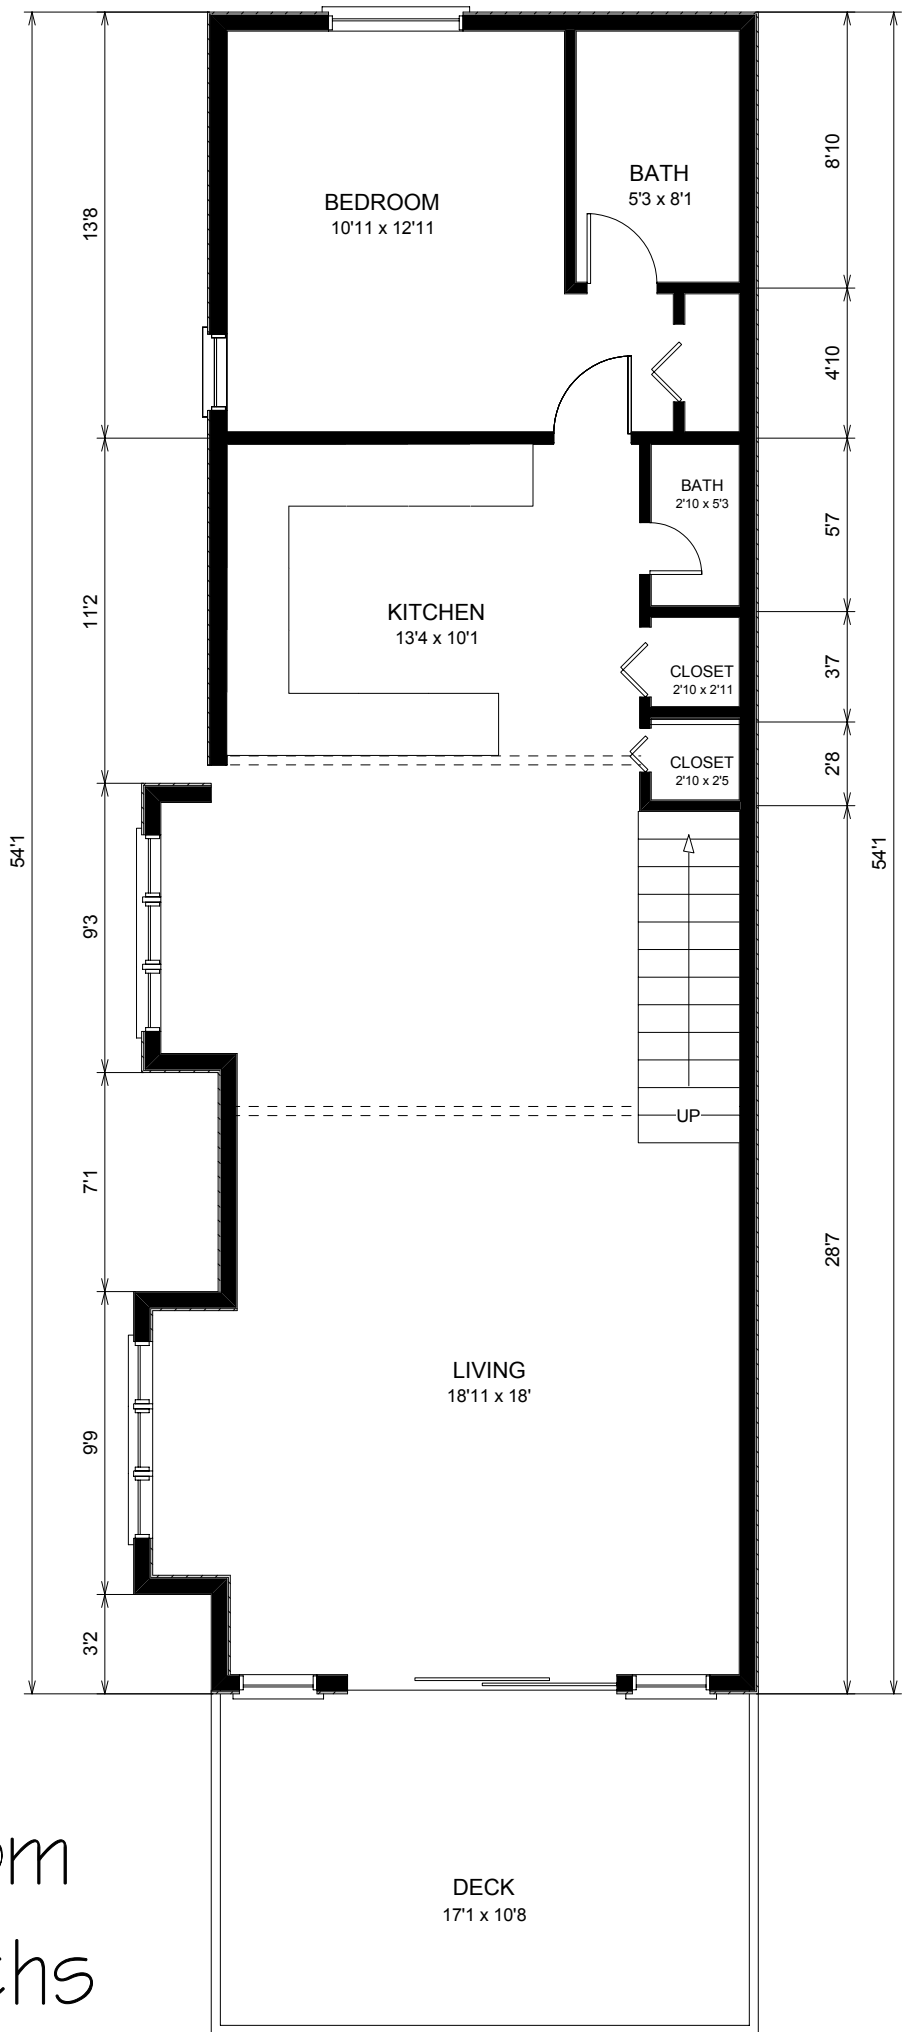 BEDROOM
10'11 x 12'11
BATH
5'3 x 8'1
13'8
8'10
4'10
BATH
2'10 x 5'3
5'7
KITCHEN
13'4 x 10'1
11'2
CLOSET
2'10 x 2'11
3'7
CLOSET
2'10 x 2'5
2'8
54'1
54'1
9'3
UP
7'1
28'7
LIVING
18'11 x 18'
9'9
3'2
DECK
17'1 x 10'8
om
chs